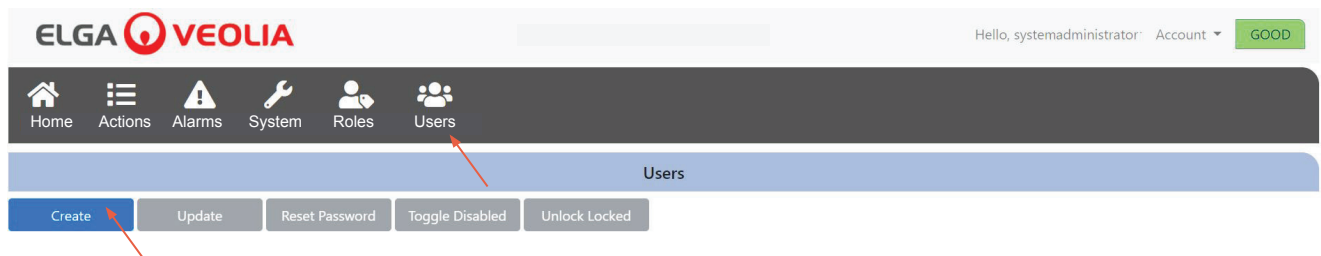 ELGA VEOLIA
Hello, systemadministrator Account GOOD
Home Actions Alarms System Roles Users
Users
Create Update Reset Password Toggle Disabled Unlock Locked